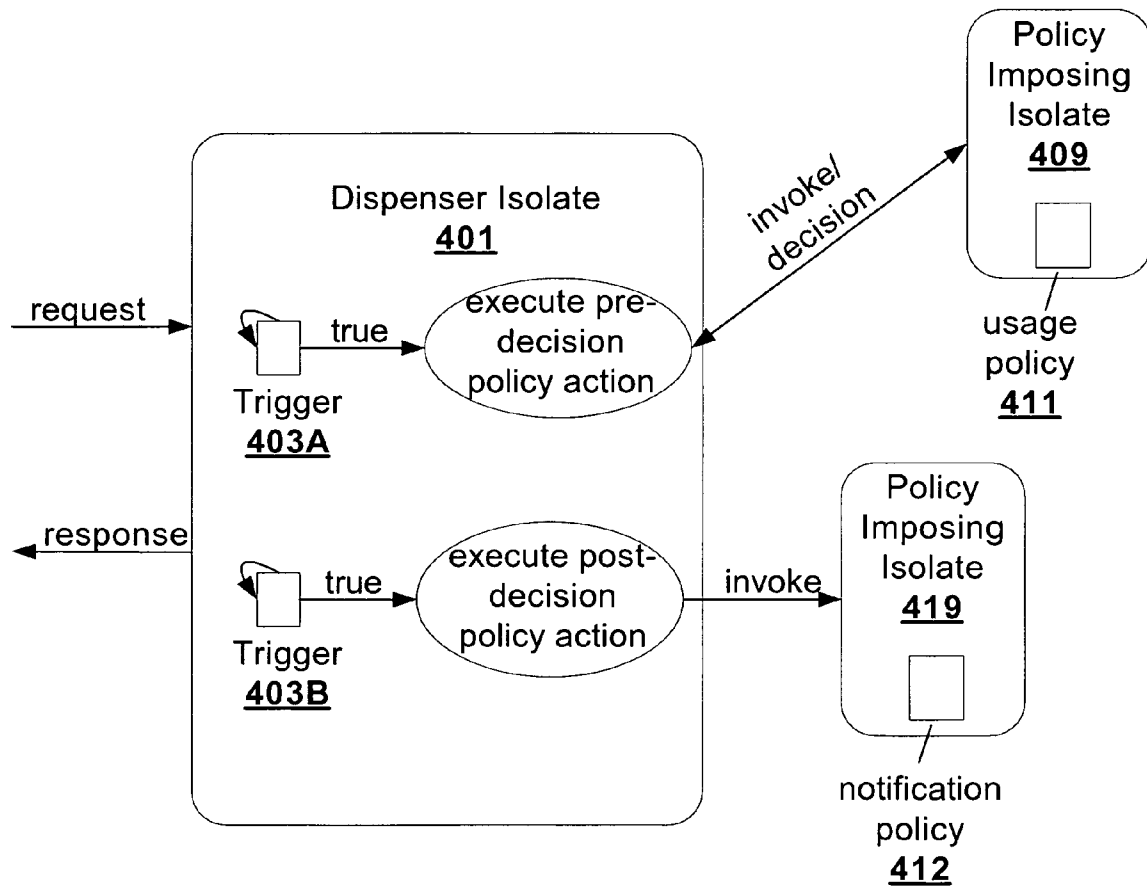 Policy
Imposing
Isolate
409
usage
policy
411
invoke/
decision
Dispenser Isolate
401
request
true
execute pre-
decision
policy action
Trigger
403A
response
true
execute post-
decision
policy action
invoke
Trigger
403B
Policy
Imposing
Isolate
419
notification
policy
412